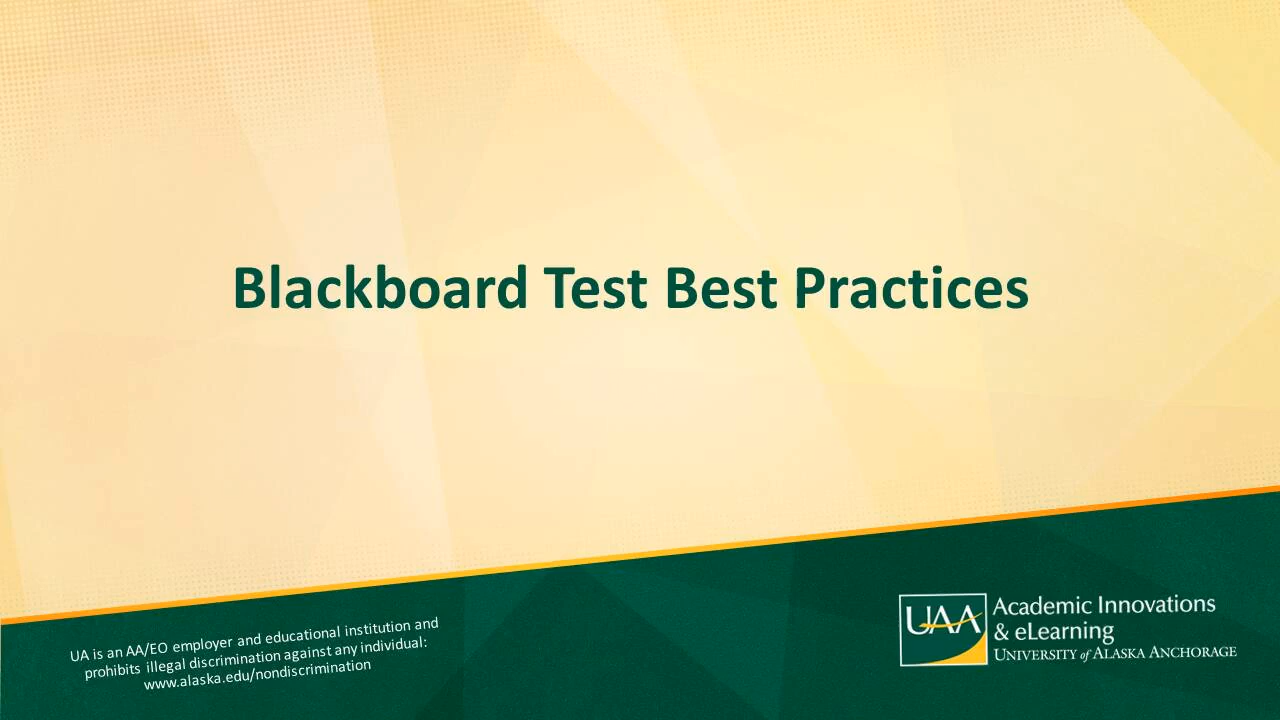 Blackboard Test Best Practices
UA is an AA/EO employer and educational institution and
prohibits illegal discrimination against any individual:
www.alaska.edu/nondiscrimination
UAA
Academic Innovations
& eLearning
UNIVERSITY of ALASKA ANCHORAGE